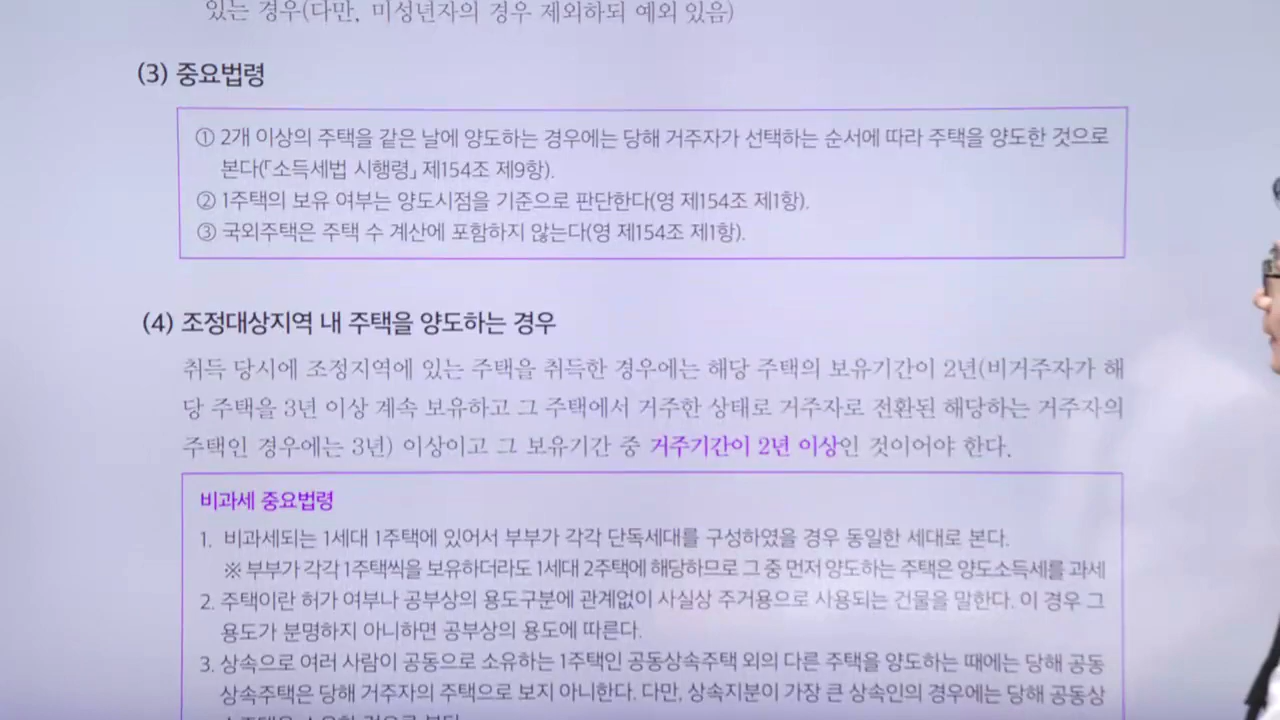 있는 경우(다만, 미성년자의 경우 제외하되 예외 있음)
(3) 중요법령
① 2개 이상의 주택을 같은 날에 양도하는 경우에는 당해 거주자가 선택하는 순서에 따라 주택을 양도한 것으로
본다(「소득세법 시행령」 제154조 제9항).
② 1주택의 보유 여부는 양도시점을 기준으로 판단한다(영 제154조 제1항).
③ 국외주택은 주택 수 계산에 포함하지 않는다(영 제154조 제1항).
(4) 조정대상지역 내 주택을 양도하는 경우
취득 당시에 조정지역에 있는 주택을 취득한 경우에는 해당 주택의 보유기간이 2년(비거주자가 해
당 주택을 3년 이상 계속 보유하고 그 주택에서 거주한 상태로 거주자로 전환된 해당하는 거주자의
주택인 경우에는 3년) 이상이고 그 보유기간 중 거주기간이 2년 이상인 것이어야 한다.
비과세 중요법령
1. 비과세되는 1세대 1주택에 있어서 부부가 각각 단독세대를 구성하였을 경우 동일한 세대로 본다.
※ 부부가 각각 1주택씩을 보유하더라도 1세대 2주택에 해당하므로 그 중 먼저 양도하는 주택은 양도소득세를 과세
2. 주택이란 허가 여부나 공부상의 용도구분에 관계없이 사실상 주거용으로 사용되는 건물을 말한다. 이 경우 그
용도가 분명하지 아니하면 공부상의 용도에 따른다.
3. 상속으로 여러 사람이 공동으로 소유하는 1주택인 공동상속주택 외의 다른 주택을 양도하는 때에는 당해 공동
상속주택은 당해 거주자의 주택으로 보지 아니한다. 다만, 상속지분이 가장 큰 상속인의 경우에는 당해 공동상